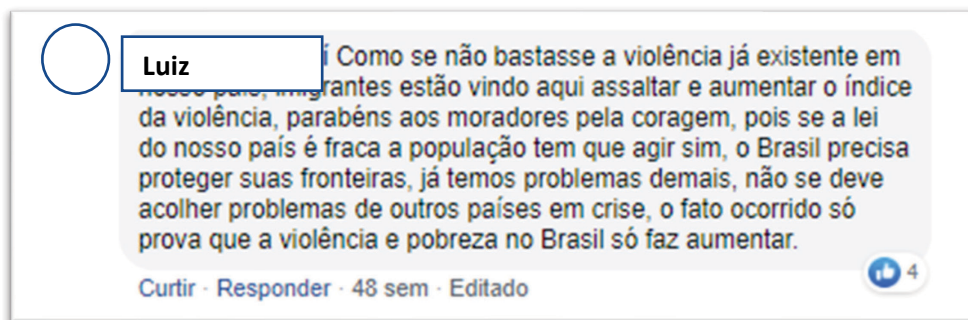 Luiz
í Como se não bastasse a violência já existente em
nosso país, imigrantes estão vindo aqui assaltar e aumentar o índice
da violência, parabéns aos moradores pela coragem, pois se a lei
do nosso país é fraca a população tem que agir sim, o Brasil precisa
proteger suas fronteiras, já temos problemas demais, não se deve
acolher problemas de outros países em crise, o fato ocorrido só
prova que a violência e pobreza no Brasil só faz aumentar.
4
Curtir · Responder · 48 sem · Editado